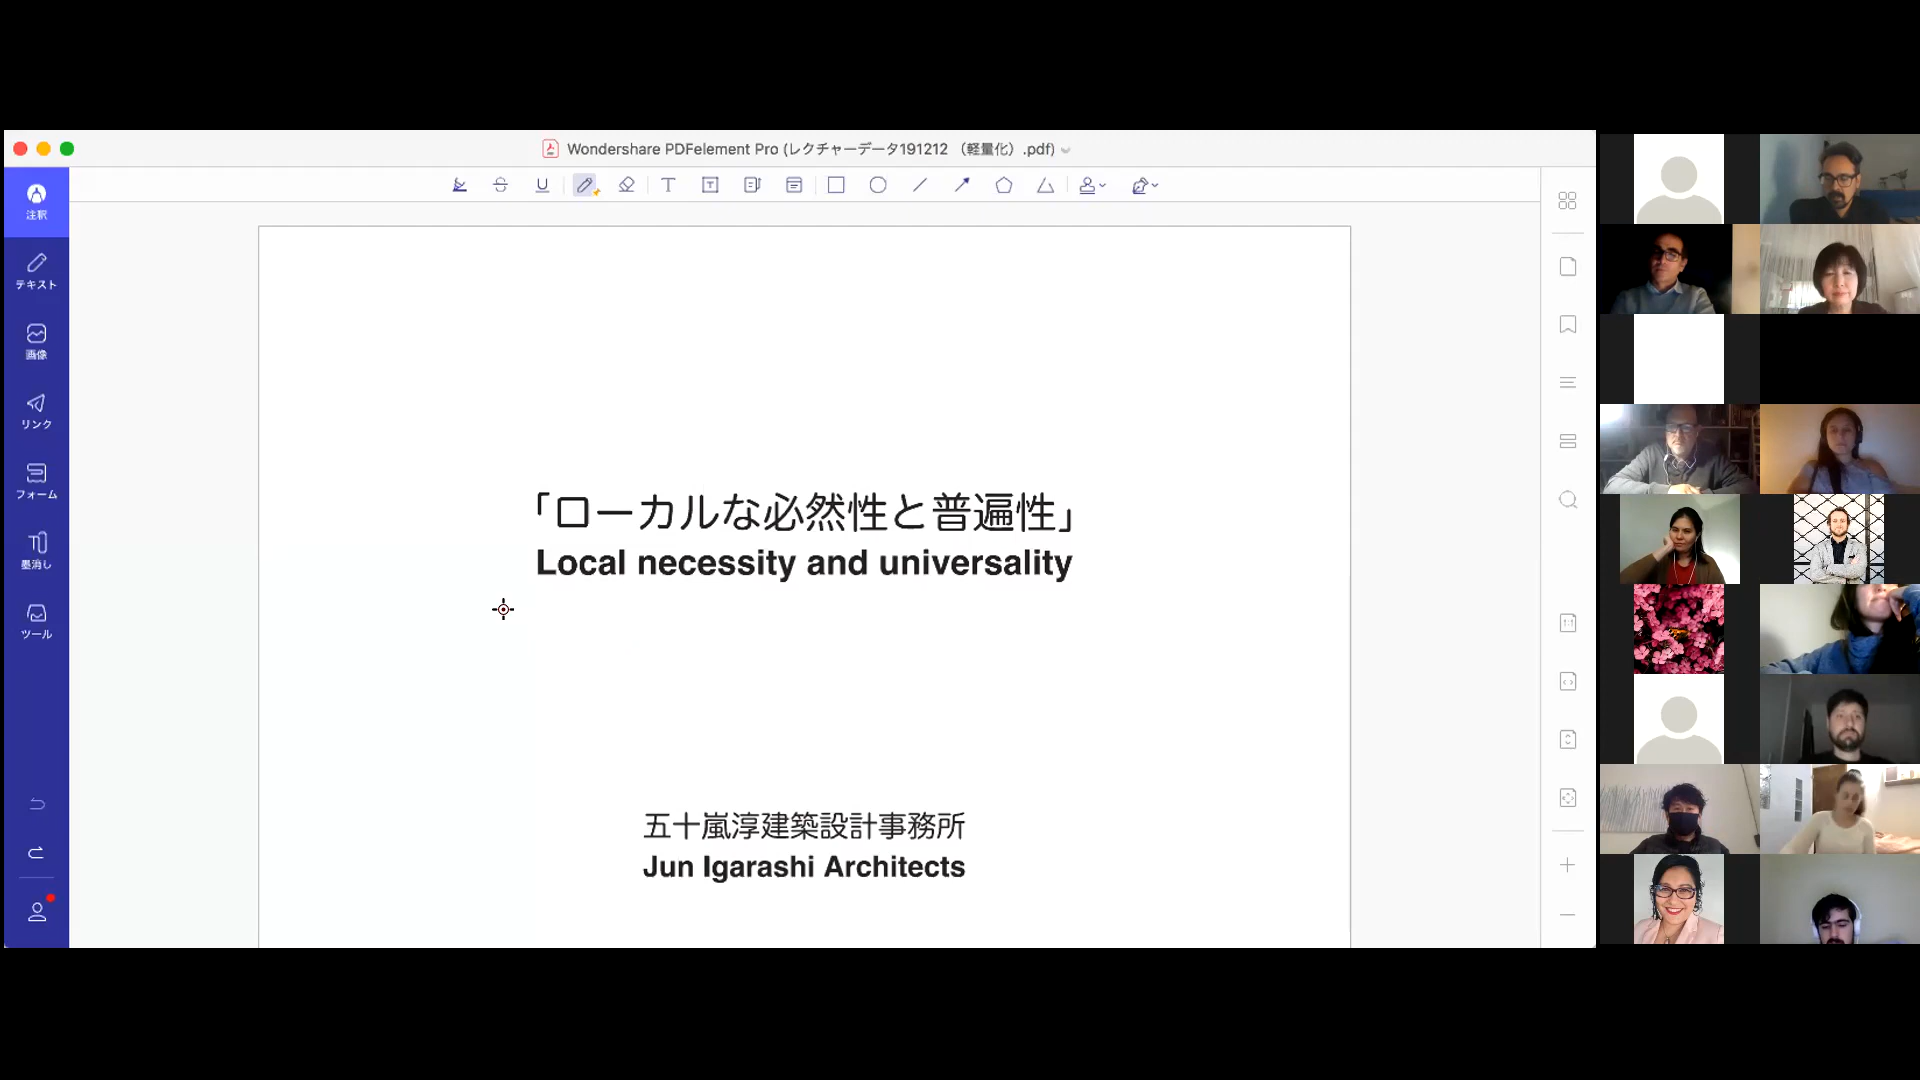 Wondershare PDFelement Pro (レクチャーデータ191212 （軽量化）.pdf)
注釈
テキスト
画像
リンク
フォーム
墨消し
ツール
「ローカルな必然性と普遍性」
Local necessity and universality
五十嵐淳建築設計事務所
Jun Igarashi Architects